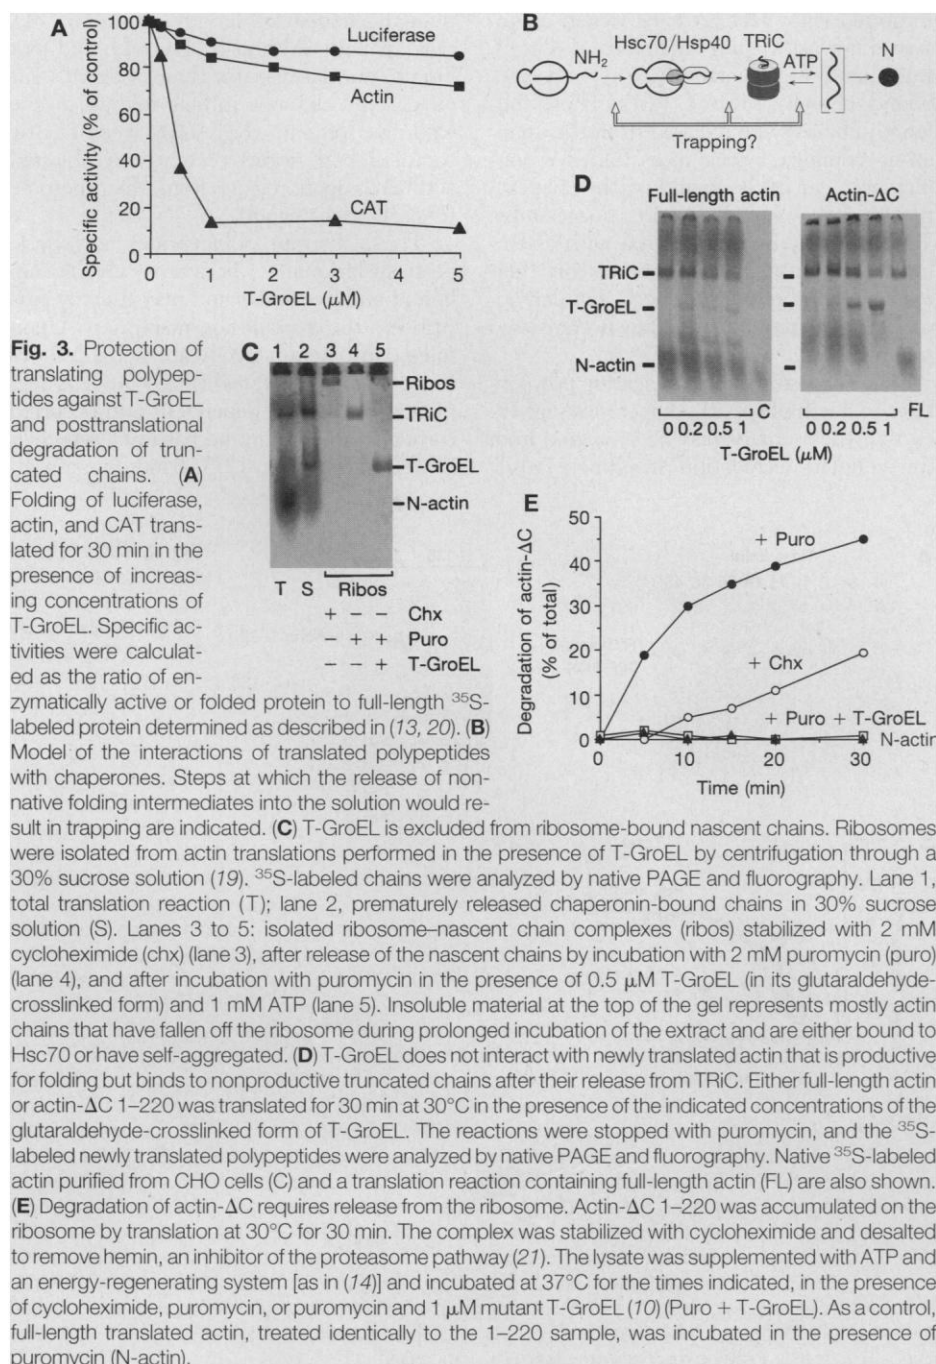 A
Specific activity (% of control)
100
80
60
40
20
0
Luciferase
Actin
CAT
0 1 2 3 4 5
T-GroEL (µM)
B
NH2
Hsc70/Hsp40
TRiC
ATP
N
Trapping?
D
Full-length actin
Actin-ΔC
TRiC
T-GroEL
N-actin
C
FL
0 0.2 0.5 1
0 0.2 0.5 1
T-GroEL (µM)
C
1 2 3 4 5
Ribos
TRiC
T-GroEL
N-actin
T S Ribos
+ – – Chx
– + + Puro
– – + T-GroEL
E
Degradation of actin-ΔC
(% of total)
50
40
30
20
10
0
+ Puro
+ Chx
+ Puro + T-GroEL
N-actin
0 10 20 30
Time (min)
Fig. 3. Protection of
translating polypep-
tides against T-GroEL
and posttranslational
degradation of trun-
cated chains. (A)
Folding of luciferase,
actin, and CAT trans-
lated for 30 min in the
presence of increas-
ing concentrations of
T-GroEL. Specific ac-
tivities were calculat-
ed as the ratio of en-
zymatically active or folded protein to full-length 35S-
labeled protein determined as described in (13, 20). (B)
Model of the interactions of translated polypeptides
with chaperones. Steps at which the release of non-
native folding intermediates into the solution would re-
sult in trapping are indicated. (C) T-GroEL is excluded from ribosome-bound nascent chains. Ribosomes
were isolated from actin translations performed in the presence of T-GroEL by centrifugation through a
30% sucrose solution (19). 35S-labeled chains were analyzed by native PAGE and fluorography. Lane 1,
total translation reaction (T); lane 2, prematurely released chaperonin-bound chains in 30% sucrose
solution (S). Lanes 3 to 5: isolated ribosome–nascent chain complexes (ribos) stabilized with 2 mM
cycloheximide (chx) (lane 3), after release of the nascent chains by incubation with 2 mM puromycin (puro)
(lane 4), and after incubation with puromycin in the presence of 0.5 µM T-GroEL (in its glutaraldehyde-
crosslinked form) and 1 mM ATP (lane 5). Insoluble material at the top of the gel represents mostly actin
chains that have fallen off the ribosome during prolonged incubation of the extract and are either bound to
Hsc70 or have self-aggregated. (D) T-GroEL does not interact with newly translated actin that is productive
for folding but binds to nonproductive truncated chains after their release from TRiC. Either full-length actin
or actin-ΔC 1–220 was translated for 30 min at 30°C in the presence of the indicated concentrations of the
glutaraldehyde-crosslinked form of T-GroEL. The reactions were stopped with puromycin, and the 35S-
labeled newly translated polypeptides were analyzed by native PAGE and fluorography. Native 35S-labeled
actin purified from CHO cells (C) and a translation reaction containing full-length actin (FL) are also shown.
(E) Degradation of actin-ΔC requires release from the ribosome. Actin-ΔC 1–220 was accumulated on the
ribosome by translation at 30°C for 30 min. The complex was stabilized with cycloheximide and desalted
to remove hemin, an inhibitor of the proteasome pathway (21). The lysate was supplemented with ATP and
an energy-regenerating system [as in (14)] and incubated at 37°C for the times indicated, in the presence
of cycloheximide, puromycin, or puromycin and 1 µM mutant T-GroEL (10) (Puro + T-GroEL). As a control,
full-length translated actin, treated identically to the 1–220 sample, was incubated in the presence of
puromycin (N-actin).